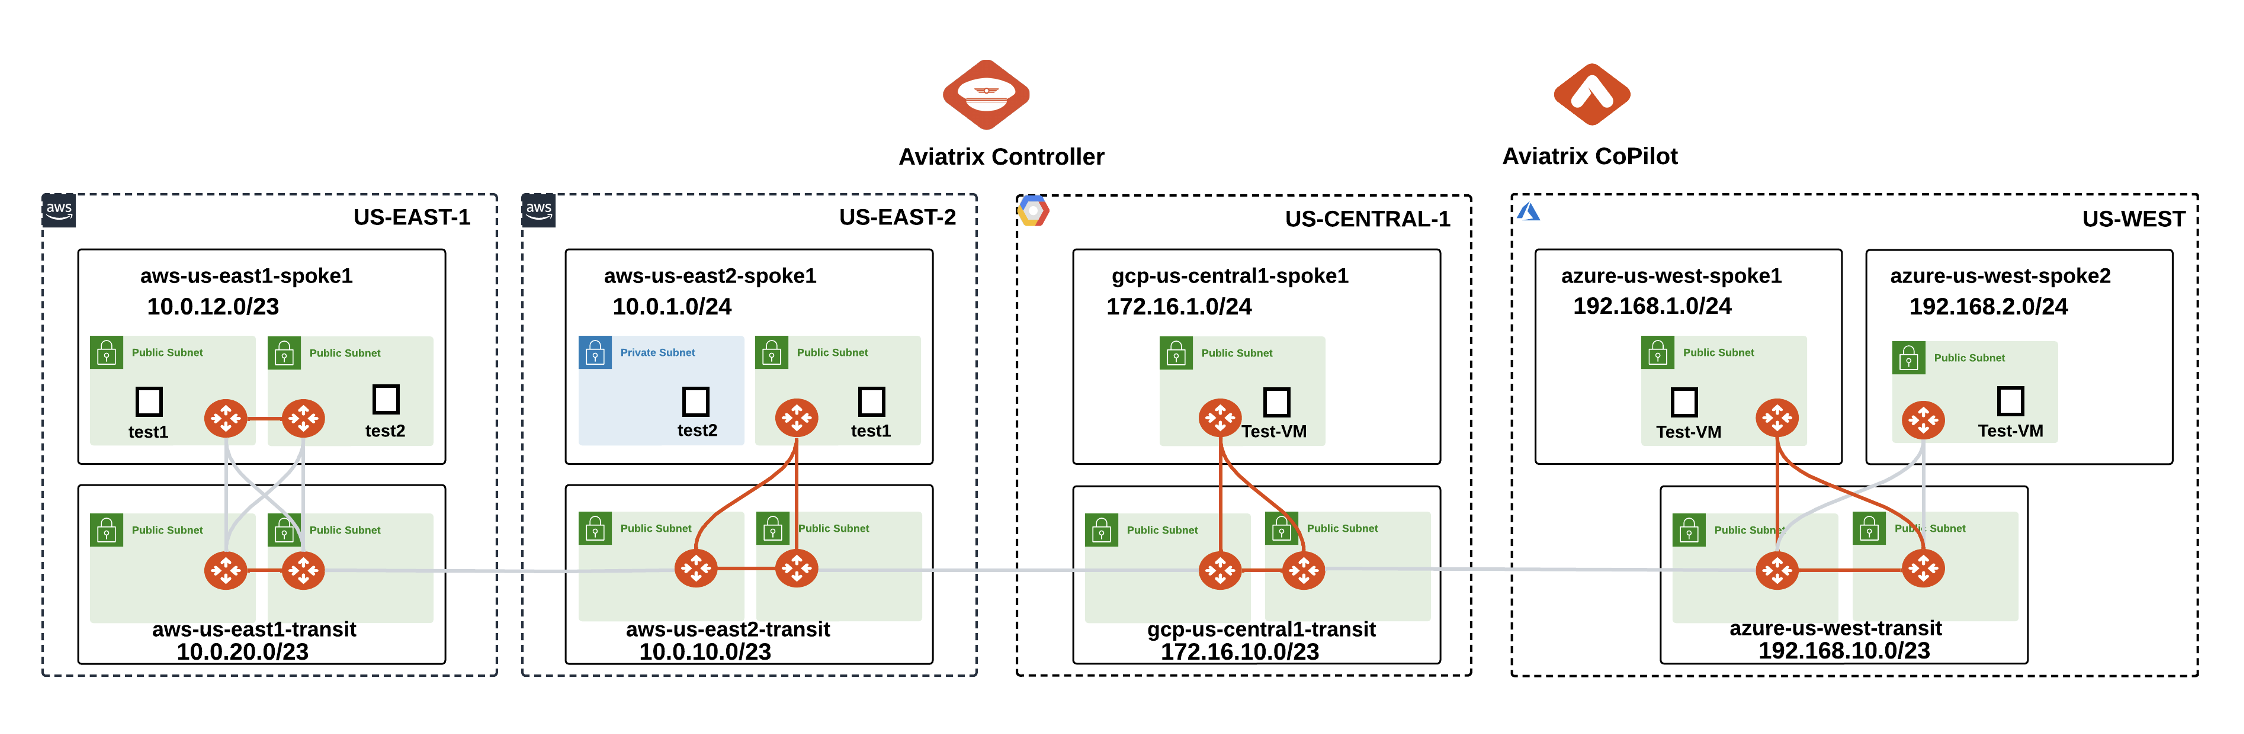 Aviatrix Controller
Aviatrix CoPilot
aws
US-EAST-1
aws-us-east1-spoke1
10.0.12.0/23
Public Subnet
Public Subnet
test1
test2
Public Subnet
Public Subnet
aws-us-east1-transit
10.0.20.0/23
aws
US-EAST-2
aws-us-east2-spoke1
10.0.1.0/24
Private Subnet
Public Subnet
test2
test1
Public Subnet
Public Subnet
aws-us-east2-transit
10.0.10.0/23
US-CENTRAL-1
gcp-us-central1-spoke1
172.16.1.0/24
Public Subnet
Test-VM
Public Subnet
Public Subnet
gcp-us-central1-transit
172.16.10.0/23
US-WEST
azure-us-west-spoke1
192.168.1.0/24
Public Subnet
Test-VM
azure-us-west-spoke2
192.168.2.0/24
Public Subnet
Test-VM
Public Subnet
Public Subnet
azure-us-west-transit
192.168.10.0/23